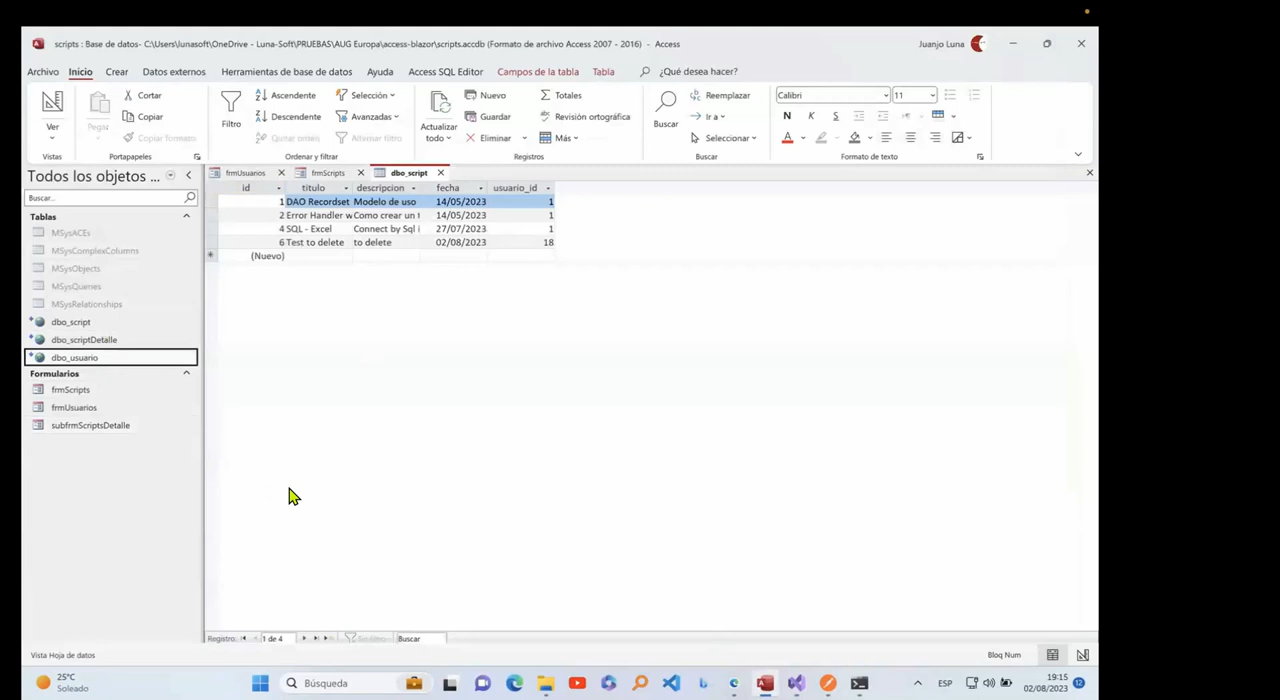 scripts : Base de datos- C:\Users\lunasoft\OneDrive - Luna-Soft\PRUEBAS\AUG Europa\access-blazor\scripts.accdb (Formato de archivo Access 2007 - 2016) - Access
Juanjo Luna
Archivo Inicio Crear Datos externos Herramientas de base de datos Ayuda Access SQL Editor Campos de la tabla Tabla ¿Qué desea hacer?
Cortar Ascendente Selección Nuevo Totales Reemplazar Calibri 11
Ver Pegar Copiar Filtro Descendente Avanzadas Actualizar todo Guardar Revisión ortográfica Buscar Ir a N K S
Copiar formato Quitar orden Alternar filtro Eliminar Más Seleccionar A
Vistas Portapapeles Ordenar y filtrar Registros Buscar Formato de texto
Todos los objetos ...
frmUsuarios frmScripts dbo_script
Buscar...
id titulo descripcion fecha usuario_id
1 DAO Recordset Modelo de uso 14/05/2023 1
2 Error Handler w Como crear un t 14/05/2023 1
4 SQL - Excel Connect by Sql i 27/07/2023 1
6 Test to delete to delete 02/08/2023 18
(Nuevo)
Tablas
MSysACEs
MSysComplexColumns
MSysObjects
MSysQueries
MSysRelationships
dbo_script
dbo_scriptDetalle
dbo_usuario
Formularios
frmScripts
frmUsuarios
subfrmScriptsDetalle
Registro: 1 de 4 Buscar
Vista Hoja de datos
Bloq Num
25°C
Soleado
Búsqueda
ESP
19:15
02/08/2023
12